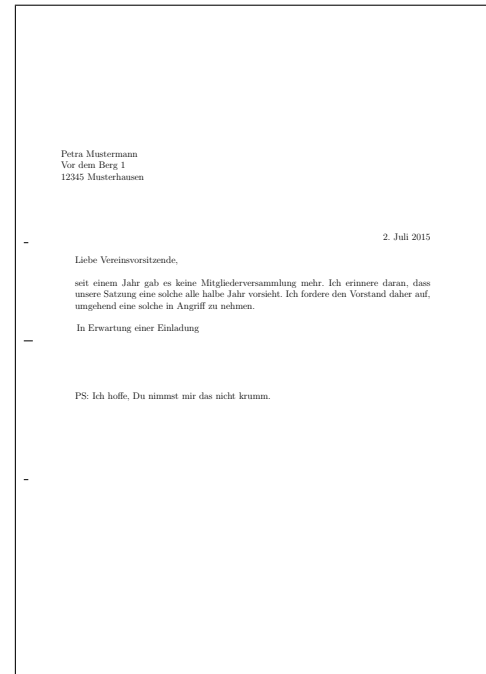 Petra Mustermann
Vor dem Berg 1
12345 Musterhausen
2. Juli 2015
Liebe Vereinsvorsitzende,
seit einem Jahr gab es keine Mitgliederversammlung mehr. Ich erinnere daran, dass
unsere Satzung eine solche alle halbe Jahr vorsieht. Ich fordere den Vorstand daher auf,
umgehend eine solche in Angriff zu nehmen.
In Erwartung einer Einladung
PS: Ich hoffe, Du nimmst mir das nicht krumm.